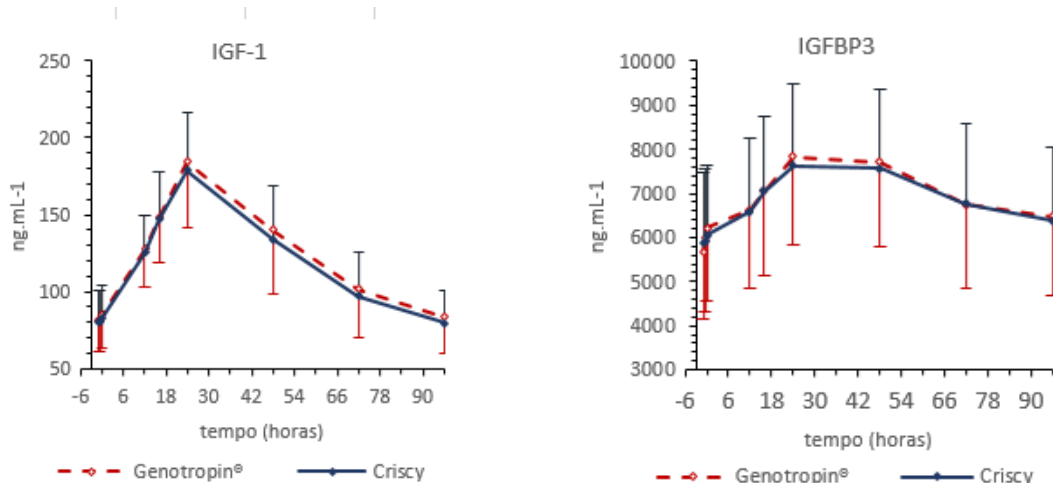 IGF-1
250
200
150
100
50
ng.mL-1
-6 6 18 30 42 54 66 78 90
tempo (horas)
Genotropin® Criscy
IGFBP3
10000
9000
8000
7000
6000
5000
4000
3000
ng.mL-1
-6 6 18 30 42 54 66 78 90
tempo (horas)
Genotropin® Criscy